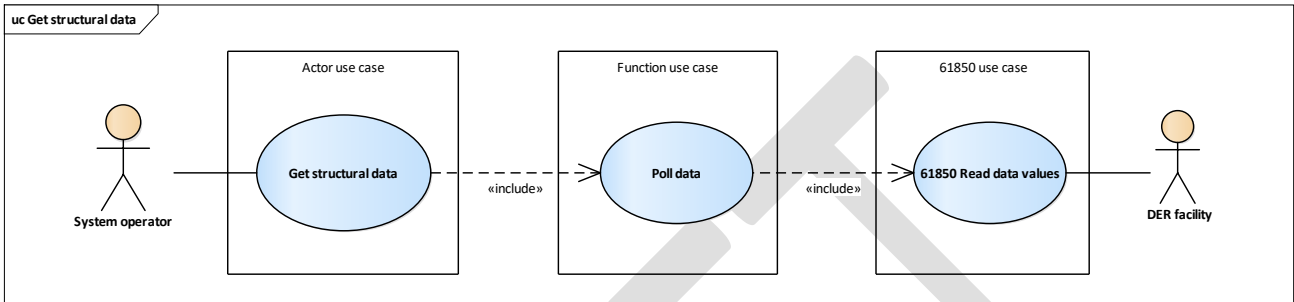 uc Get structural data
Actor use case
Function use case
61850 use case
Get structural data
Poll data
61850 Read data values
«include»
«include»
System operator
DER facility